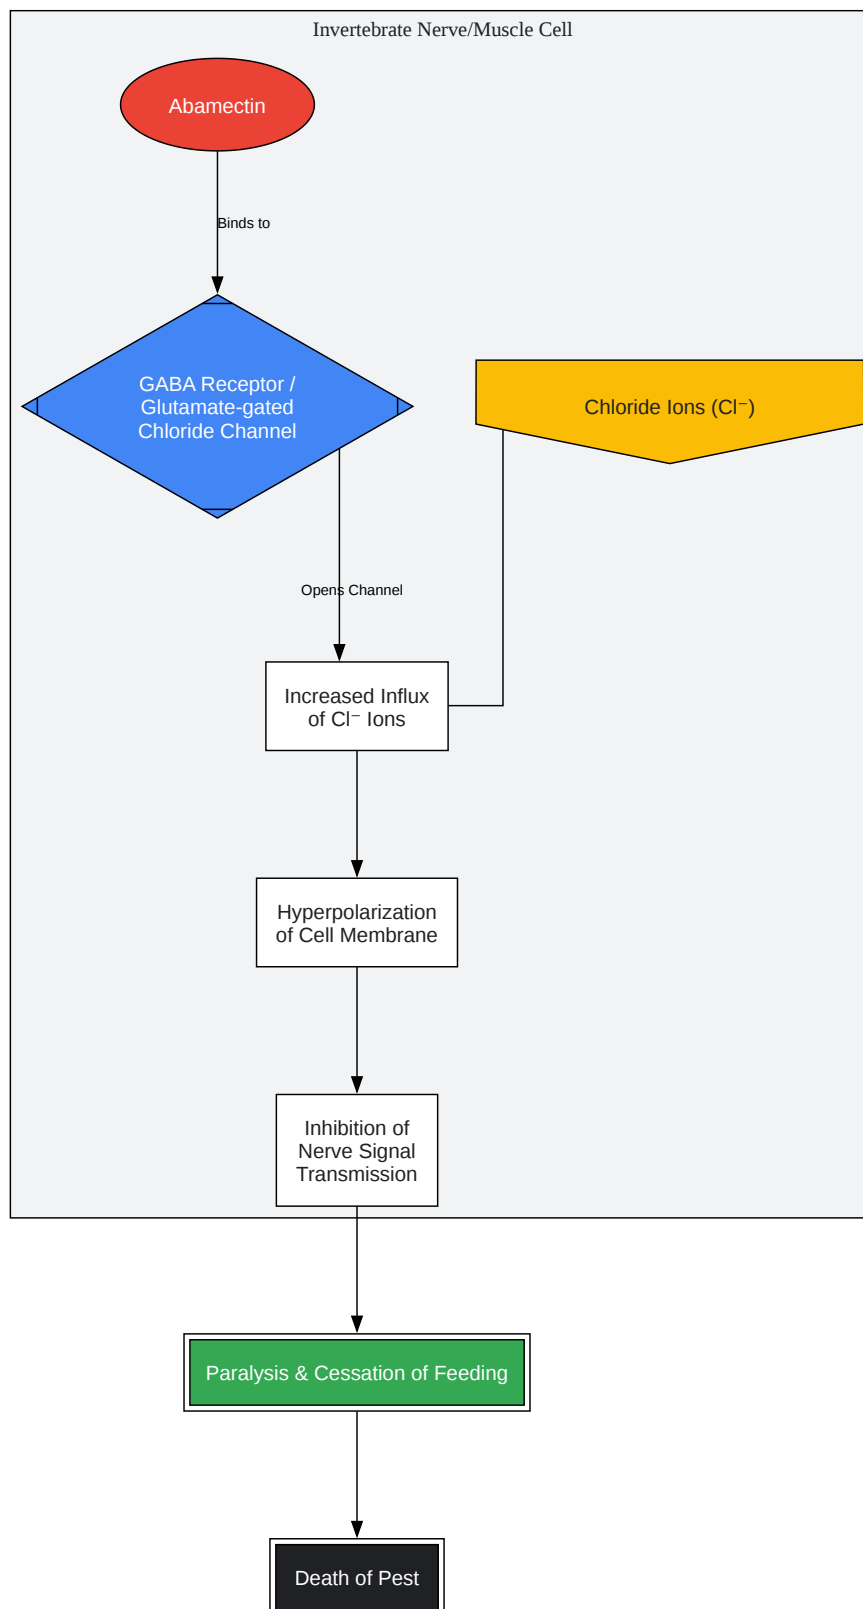 Invertebrate Nerve/Muscle Cell
Abamectin
Binds to
GABA Receptor /
Glutamate-gated
Chloride Channel
Chloride Ions (Cl⁻)
Opens Channel
Increased Influx
of Cl⁻ Ions
Hyperpolarization
of Cell Membrane
Inhibition of
Nerve Signal
Transmission
Paralysis & Cessation of Feeding
Death of Pest